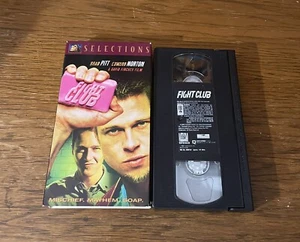 SELECTIONS
BRAD PITT EDWARD NORTON
A DAVID FINCHER FILM
FIGHT
CLUB
MISCHIEF. MAYHEM. SOAP.
FIGHT CLUB